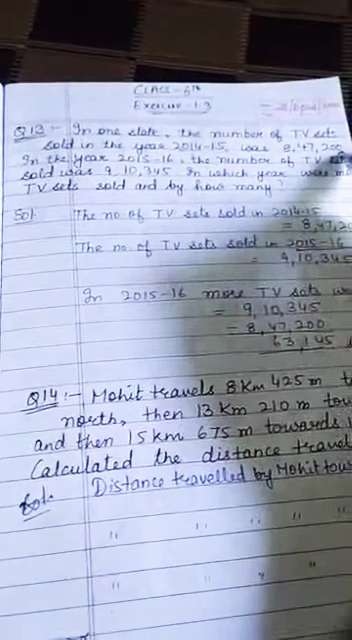 CLASS - 6th
Exercise - 1.3
Q13:- In one state, the number of TV sets
sold in the year 2014-15, was 8,47,200
In the year 2015-16, the number of TV sets
sold was 9,10,345 In which year were
TV sets sold and by how many?
Sol. The no. of TV sets sold in 2014-15
= 8,47,20
The no. of TV sets sold in 2015-16
= 9,10,345
In 2015-16 more TV sets
= 9,10,345
- 8,47,200
63,145
Q14:- Mohit travels 8 Km 425 m
north, then 13 Km 210 m
and then 15 km 675 m towards
Calculated the distance
Sol. Distance travelled by Mohit
" " " " "
" " " "